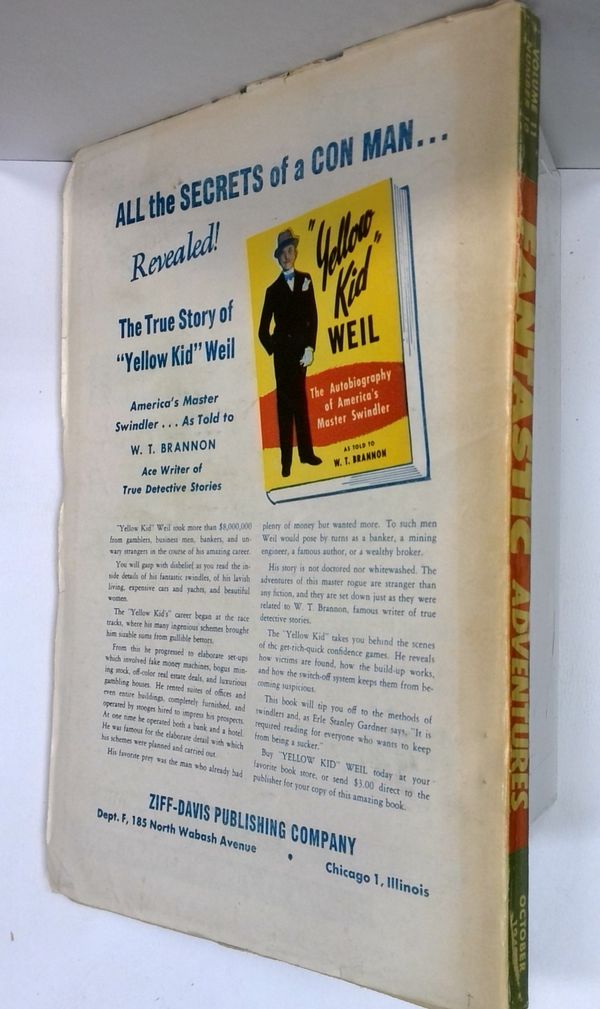 ALL the SECRETS of a CON MAN...
Revealed!
The True Story of
"Yellow Kid" Weil
America's Master
Swindler . . . As Told to
W. T. BRANNON
Ace Writer of
True Detective Stories
"Yellow
Kid"
WEIL
The Autobiography
of America's
Master Swindler
AS TOLD TO
W. T. BRANNON
"Yellow Kid" Weil took more than $8,000,000
from gamblers, business men, bankers, and un-
wary strangers in the course of his amazing career.
You will gasp with disbelief as you read the in-
side details of his fantastic swindles, of his lavish
living, expensive cars and yachts, and beautiful
women.
The "Yellow Kid's" career began at the race
tracks, where his many ingenious schemes brought
him sizable sums from gullible bettors.
From this he progressed to elaborate set-ups
which involved fake money machines, bogus min-
ing stock, off-color real estate deals, and luxurious
gambling houses. He rented suites of offices and
even entire buildings, completely furnished, and
operated by stooges hired to impress his prospects.
At one time he operated both a bank and a hotel.
He was famous for the elaborate detail with which
his schemes were planned and carried out.
His favorite prey was the man who already had
plenty of money but wanted more. To such men
Weil would pose by turns as a banker, a mining
engineer, a famous author, or a wealthy broker.
His story is not doctored nor whitewashed. The
adventures of this master rogue are stranger than
any fiction, and they are set down just as they were
related to W. T. Brannon, famous writer of true
detective stories.
The "Yellow Kid" takes you behind the scenes
of the get-rich-quick confidence games. He reveals
how victims are found, how the build-up works,
and how the switch-off system keeps them from be-
coming suspicious.
This book will tip you off to the methods of
swindlers and, as Erle Stanley Gardner says, "It is
required reading for everyone who wants to keep
from being a sucker."
Buy "YELLOW KID" WEIL today at your
favorite book store, or send $3.00 direct to the
publisher for your copy of this amazing book.
ZIFF-DAVIS PUBLISHING COMPANY
Dept. F, 185 North Wabash Avenue • Chicago 1, Illinois
VOLUME 11
NUMBER 10
FANTASTIC ADVENTURES
OCTOBER